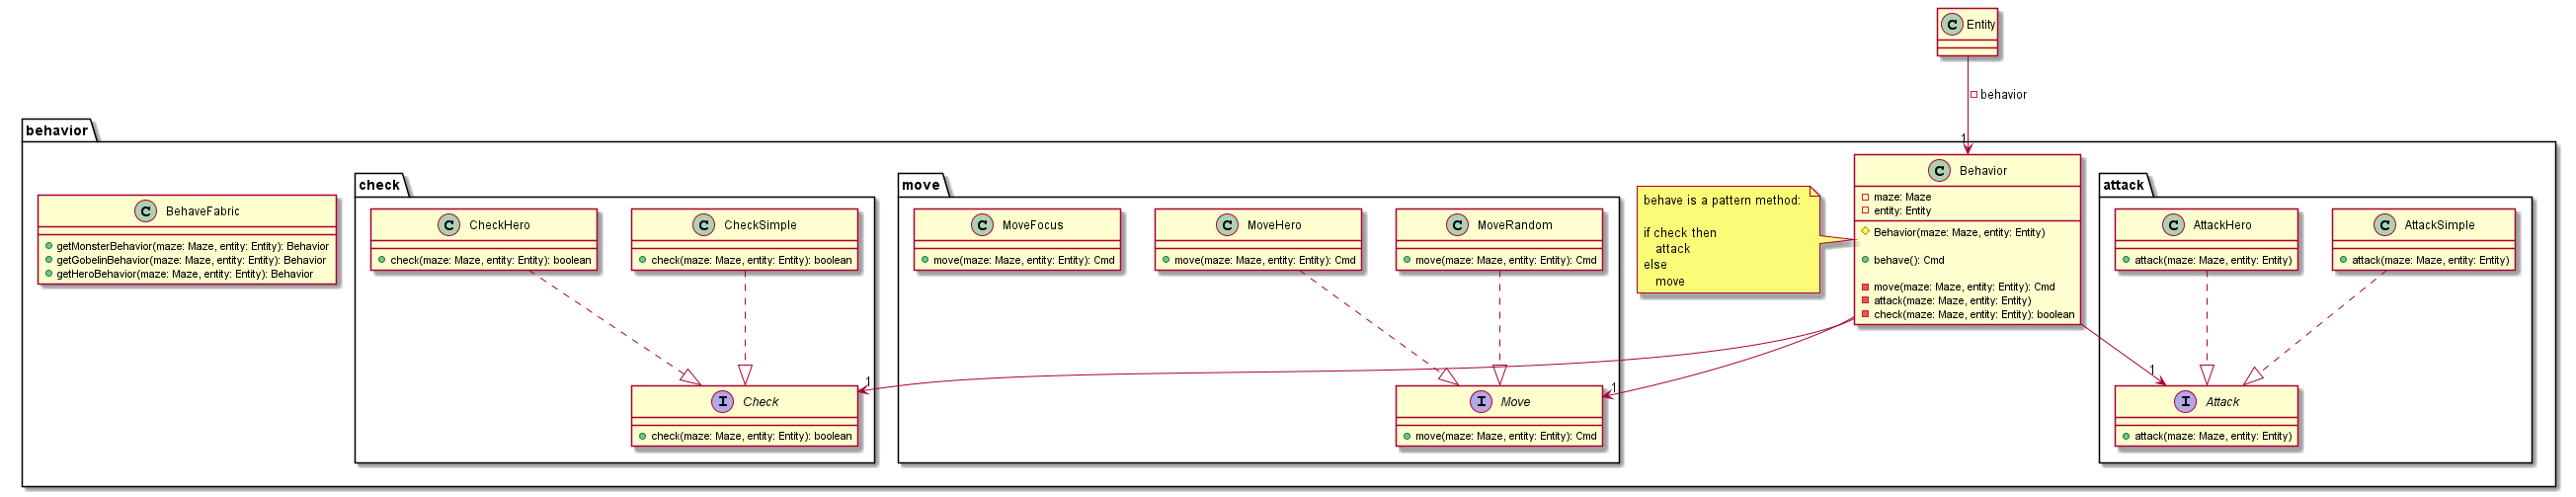 C Entity
behavior
1
behavior
C BehaveFabric
getMonsterBehavior(maze: Maze, entity: Entity): Behavior
getGobelinBehavior(maze: Maze, entity: Entity): Behavior
getHeroBehavior(maze: Maze, entity: Entity): Behavior
check
C CheckHero
check(maze: Maze, entity: Entity): boolean
C CheckSimple
check(maze: Maze, entity: Entity): boolean
1
I Check
check(maze: Maze, entity: Entity): boolean
move
C MoveFocus
move(maze: Maze, entity: Entity): Cmd
C MoveHero
move(maze: Maze, entity: Entity): Cmd
C MoveRandom
move(maze: Maze, entity: Entity): Cmd
1
I Move
move(maze: Maze, entity: Entity): Cmd
behave is a pattern method:
if check then
attack
else
move
C Behavior
maze: Maze
entity: Entity
Behavior(maze: Maze, entity: Entity)
behave(): Cmd
move(maze: Maze, entity: Entity): Cmd
attack(maze: Maze, entity: Entity)
check(maze: Maze, entity: Entity): boolean
attack
C AttackHero
attack(maze: Maze, entity: Entity)
C AttackSimple
attack(maze: Maze, entity: Entity)
1
I Attack
attack(maze: Maze, entity: Entity)